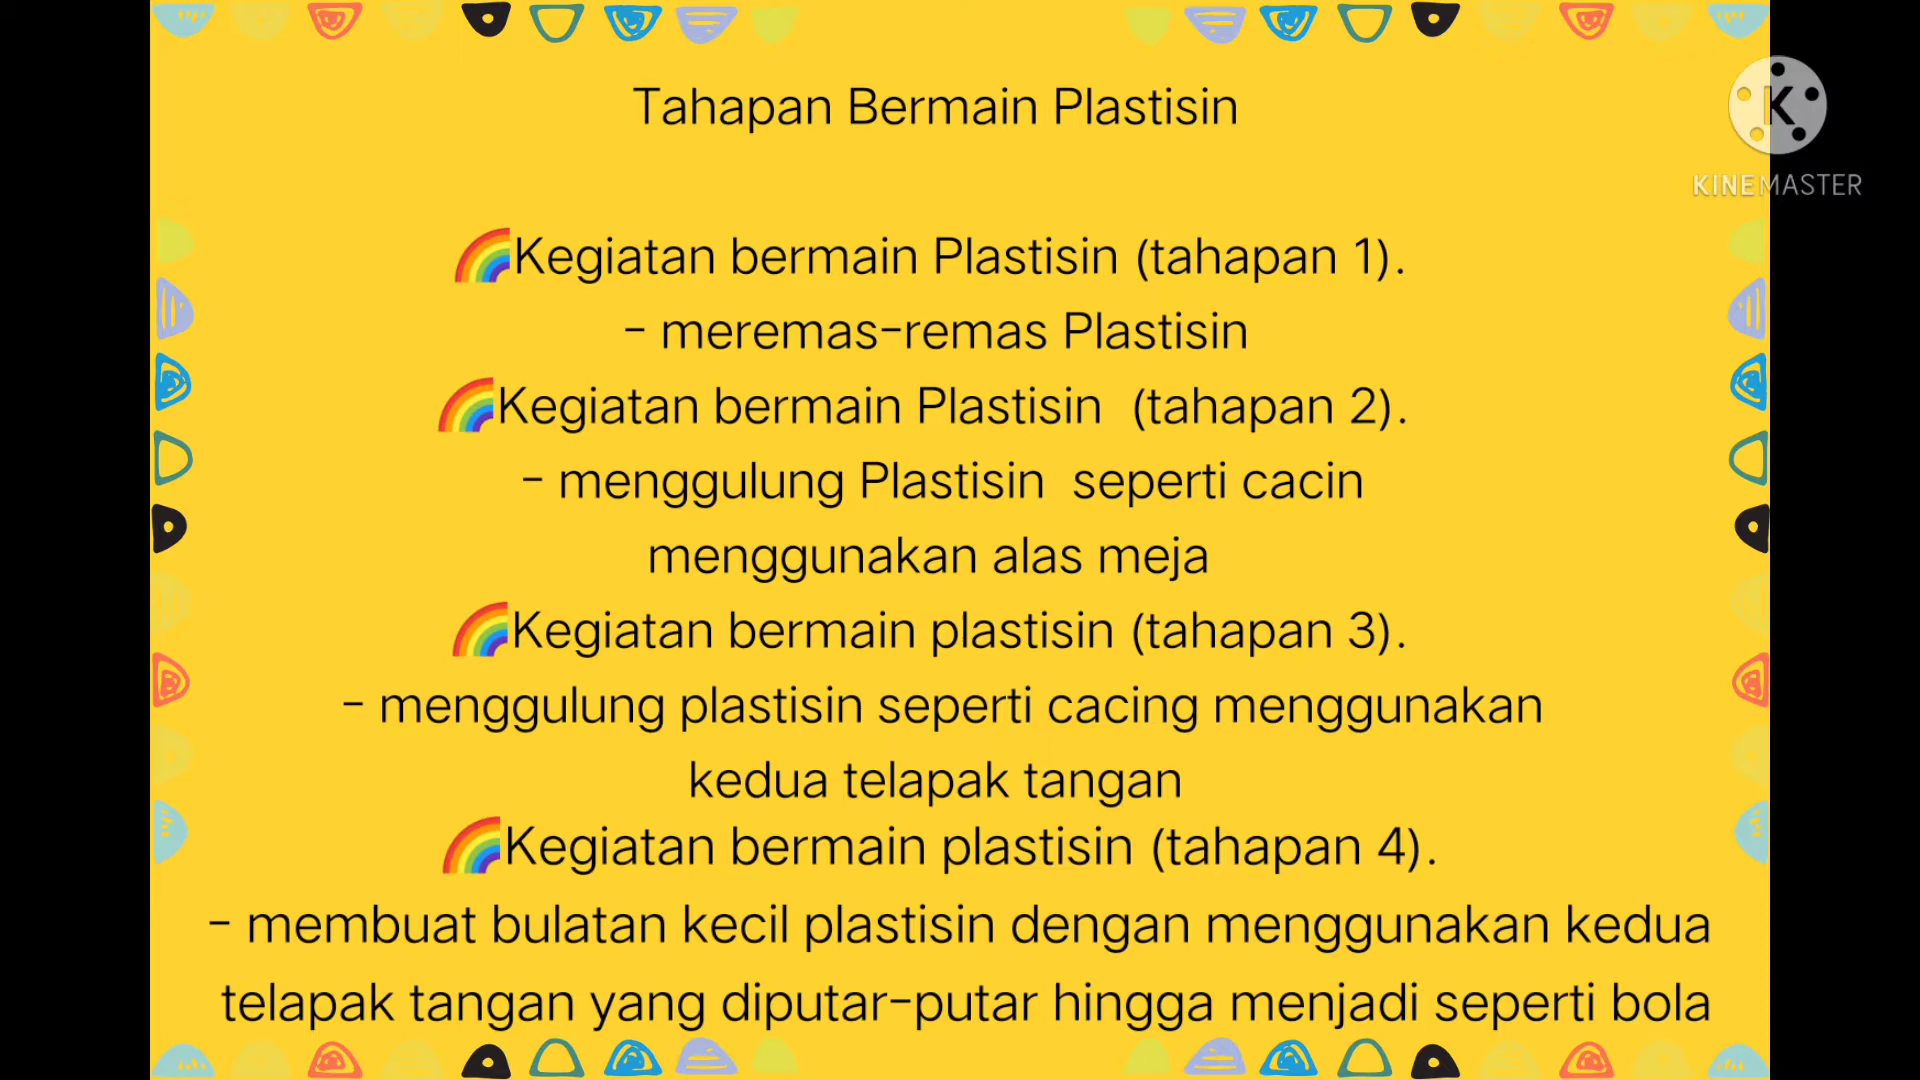 Tahapan Bermain Plastisin
KINEMASTER
🌈Kegiatan bermain Plastisin (tahapan 1).
- meremas-remas Plastisin
🌈Kegiatan bermain Plastisin (tahapan 2).
- menggulung Plastisin seperti cacin
menggunakan alas meja
🌈Kegiatan bermain plastisin (tahapan 3).
- menggulung plastisin seperti cacing menggunakan
kedua telapak tangan
🌈Kegiatan bermain plastisin (tahapan 4).
- membuat bulatan kecil plastisin dengan menggunakan kedua
telapak tangan yang diputar-putar hingga menjadi seperti bola